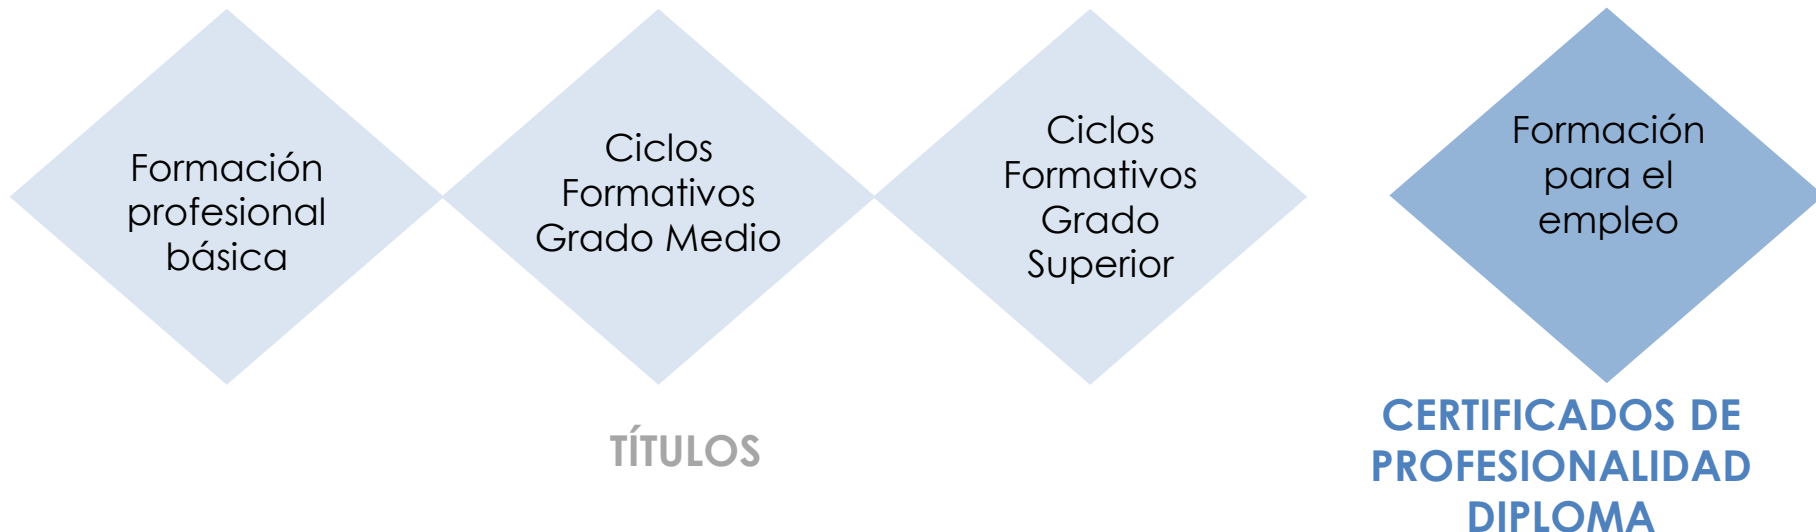 Formación
profesional
básica
Ciclos
Formativos
Grado Medio
Ciclos
Formativos
Grado
Superior
Formación
para el
empleo
TÍTULOS
CERTIFICADOS DE
PROFESIONALIDAD
DIPLOMA